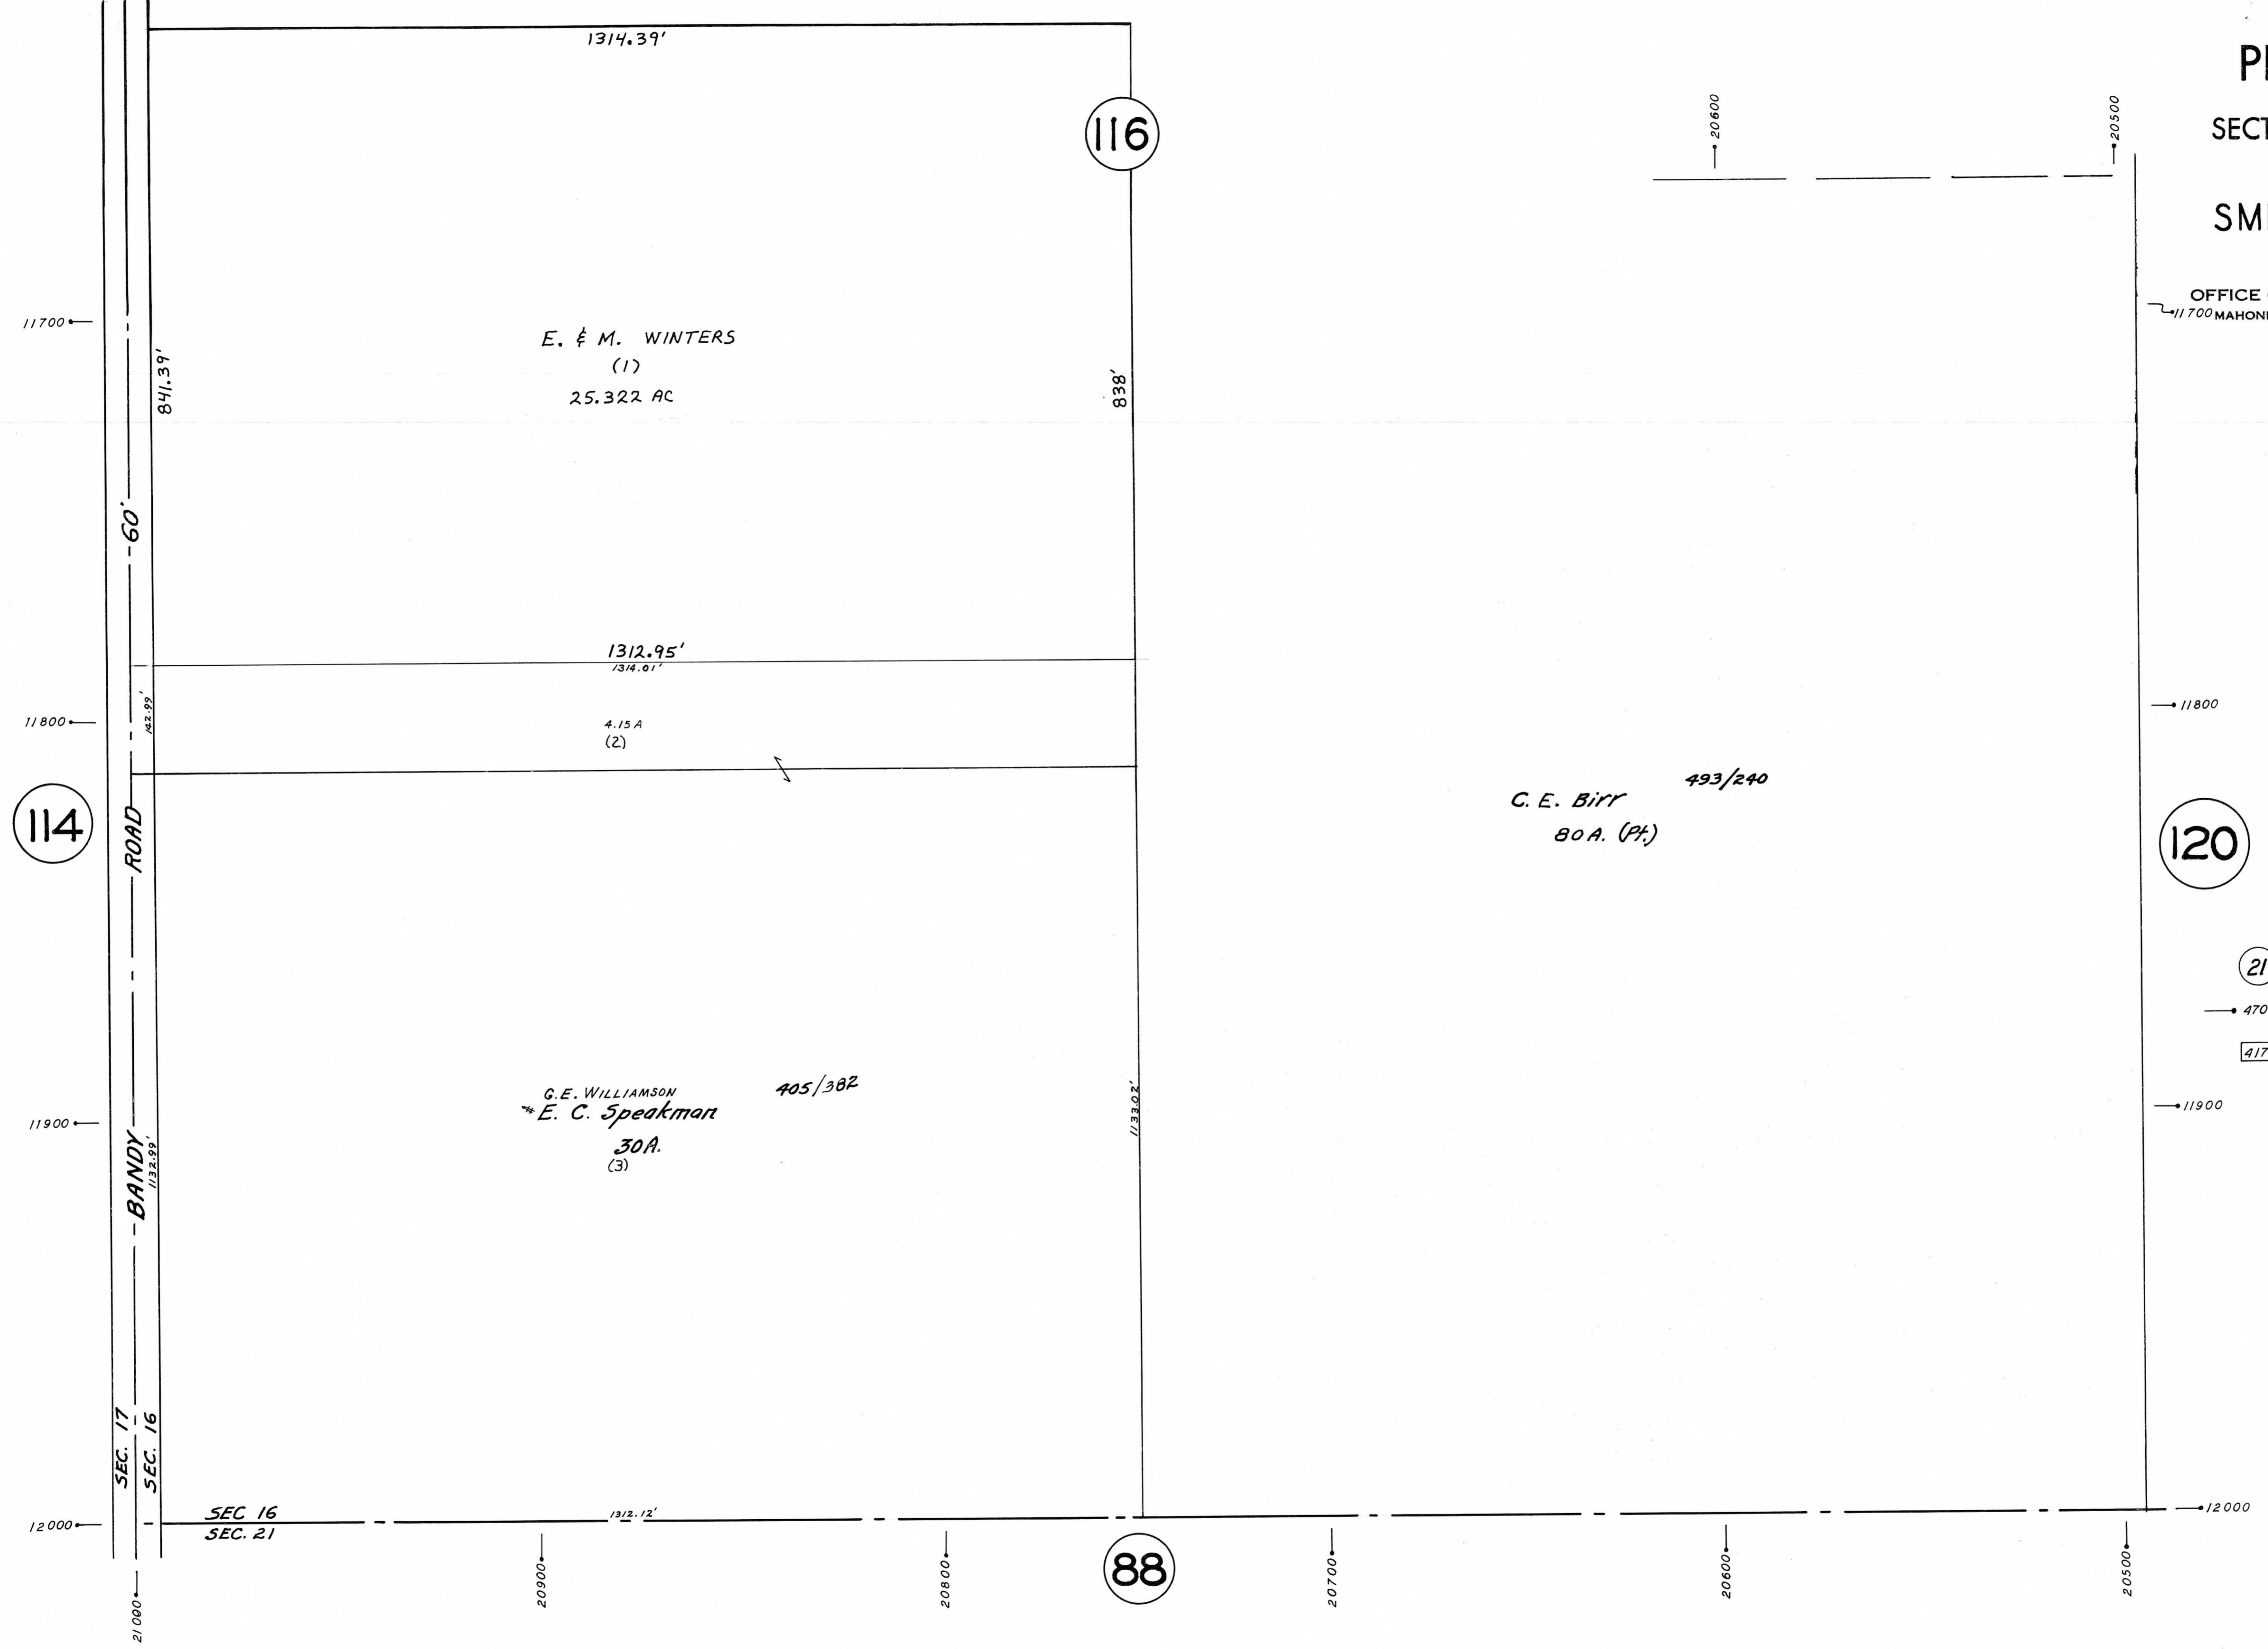 1314.39'
116
20600
20500
PI
SECT
SMI
OFFICE
11700 MAHONI
11700
841.39'
E. & M. WINTERS
(1)
25.322 AC
838'
60'
1312.95'
1314.01'
142.99'
11800
4.15 A
(2)
11800
114
ROAD
C. E. Birr
493/240
80 A. (Pt.)
120
21
470
417
G.E. WILLIAMSON
* E. C. Speakman
405/382
30A.
(3)
1133.02'
11900
11900
BANDY
1132.99'
SEC. 17
SEC. 16
SEC 16
SEC. 21
1312.12'
12000
12000
88
21000
20900
20800
20700
20600
20500